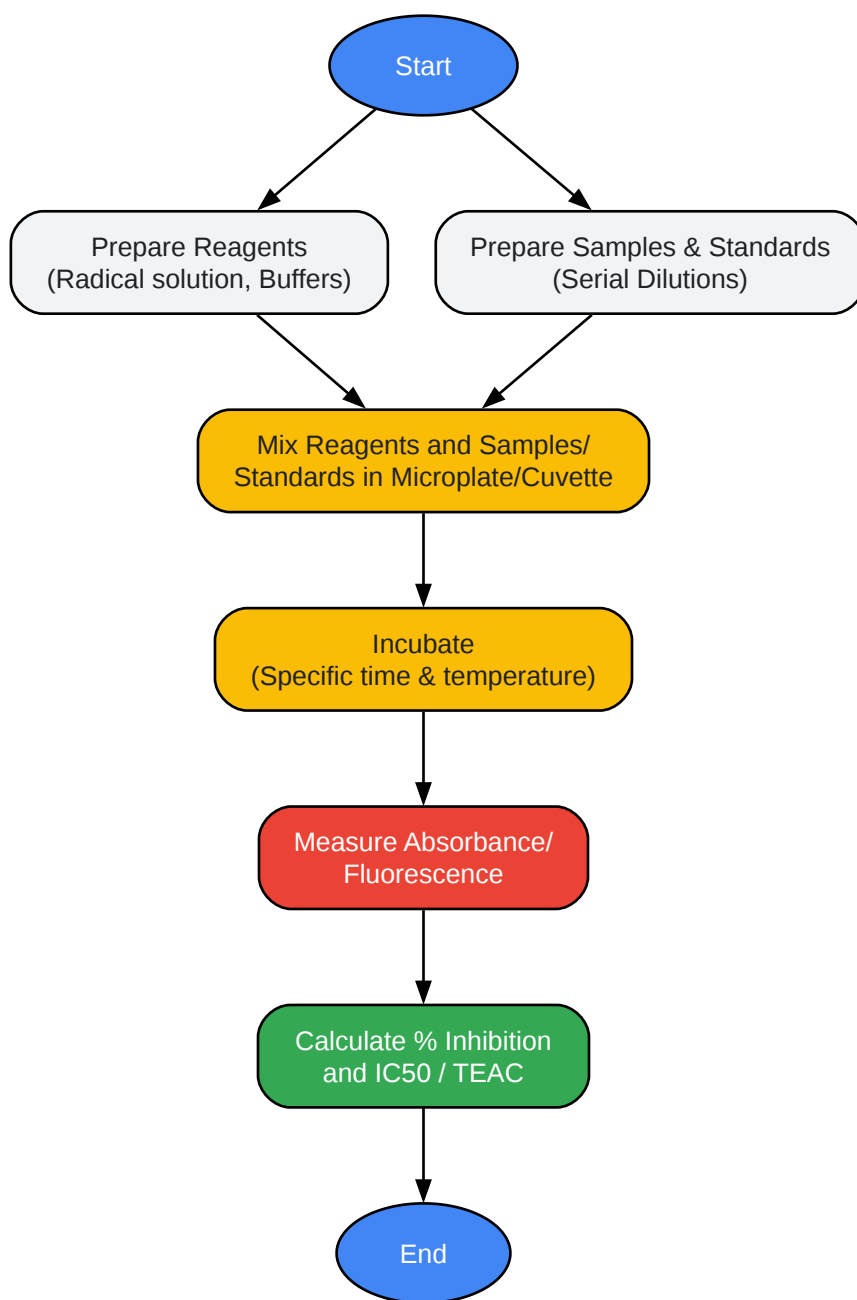 Start
Prepare Reagents
(Radical solution, Buffers)
Prepare Samples & Standards
(Serial Dilutions)
Mix Reagents and Samples/
Standards in Microplate/Cuvette
Incubate
(Specific time & temperature)
Measure Absorbance/
Fluorescence
Calculate % Inhibition
and IC50 / TEAC
End